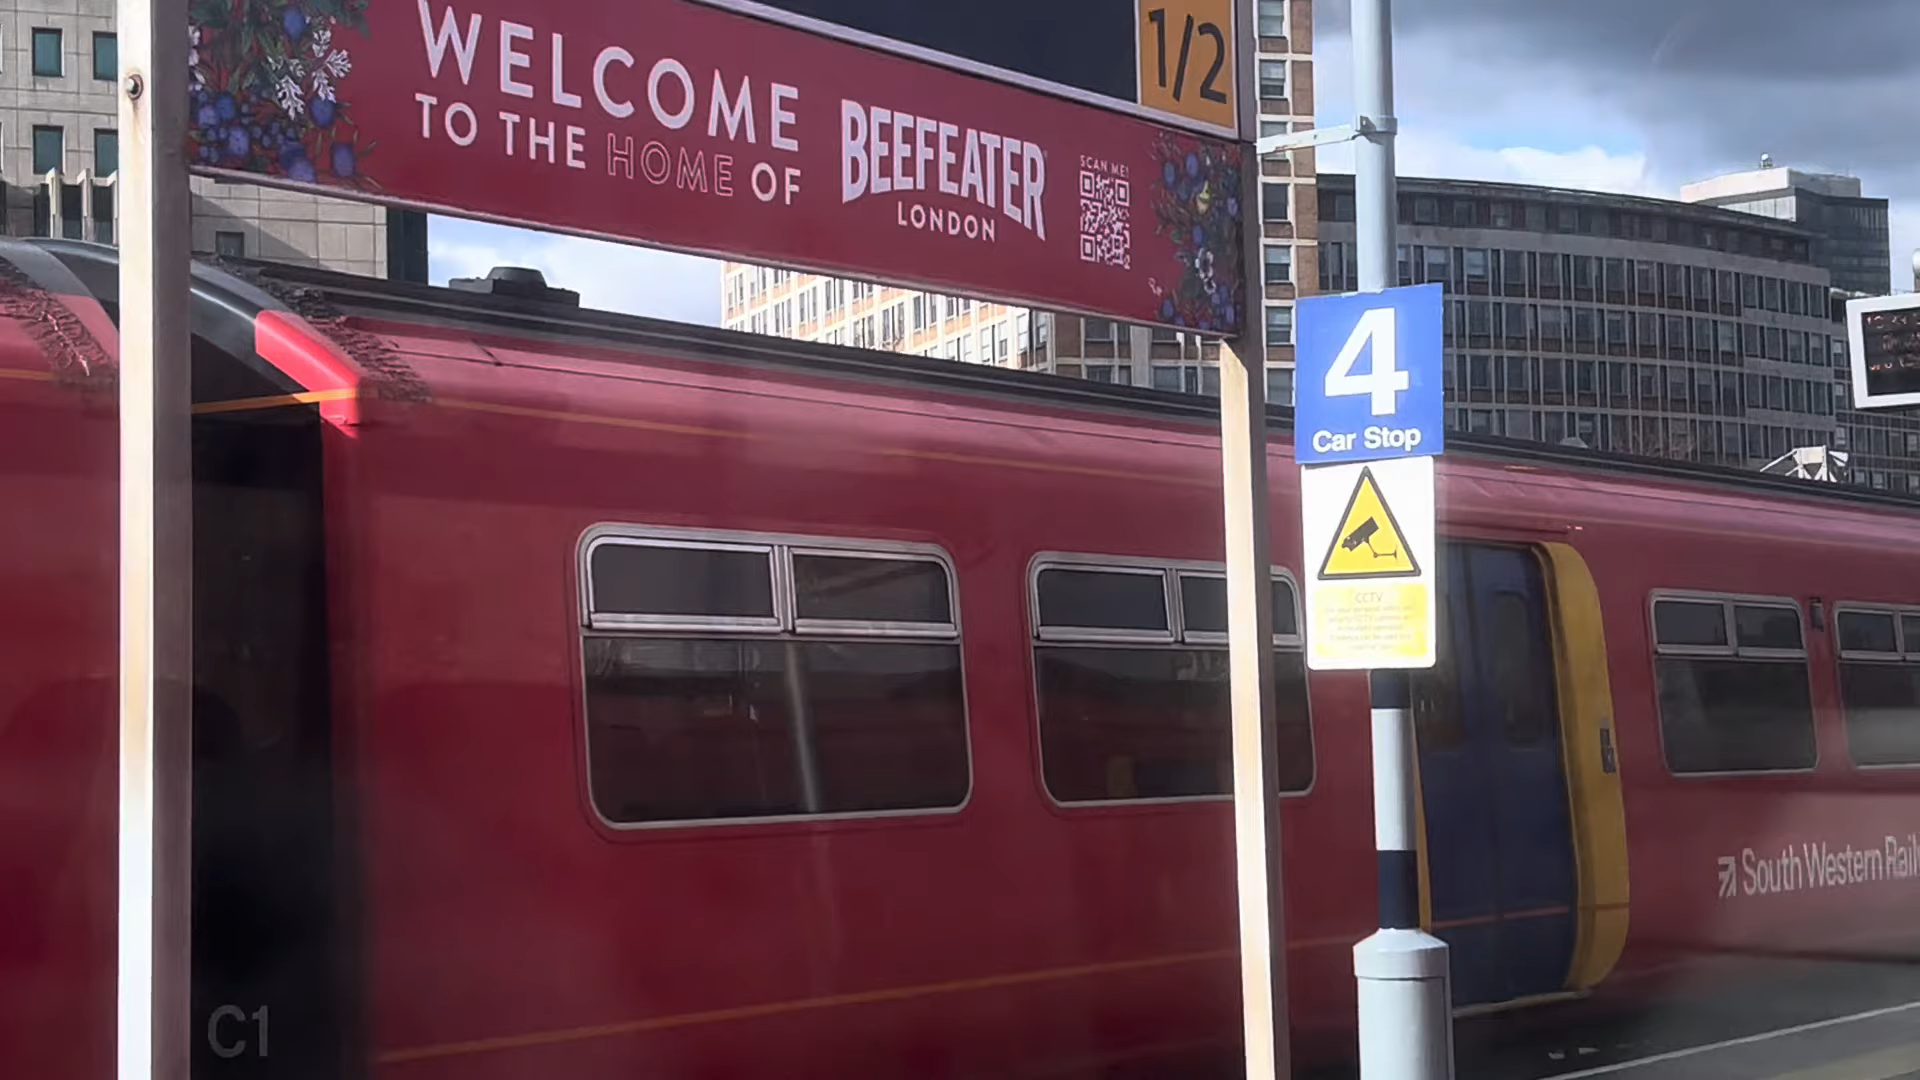 WELCOME
TO THE HOME OF
BEEFEATER
LONDON
SCAN ME!
1/2
4
Car Stop
CCTV
South Western Rail
C1